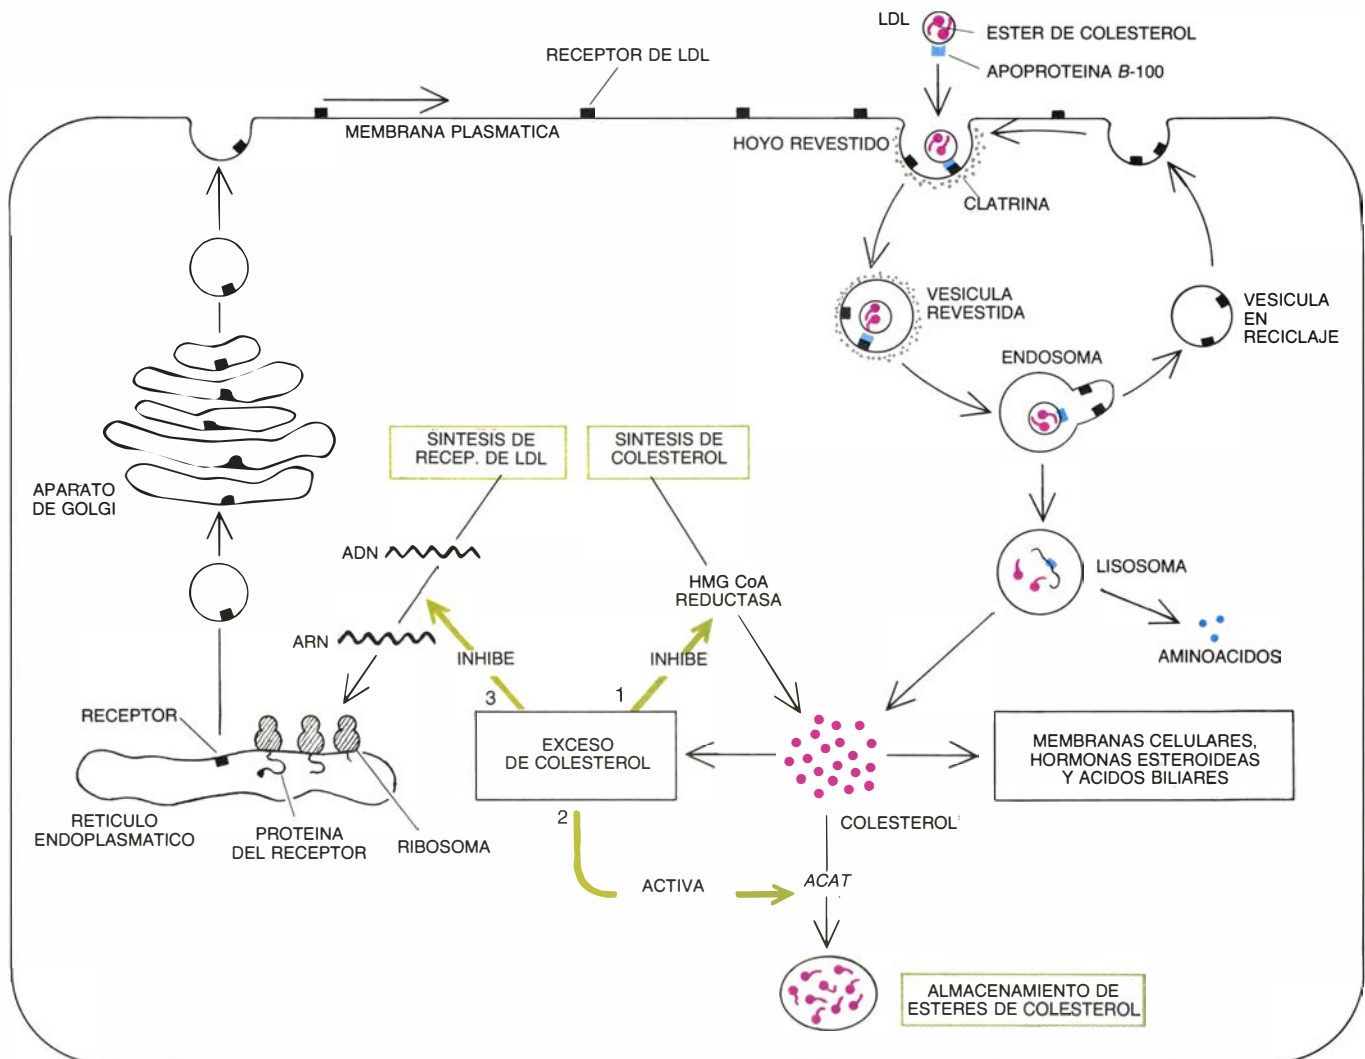 LDL
ESTER DE COLESTEROL
RECEPTOR DE LDL
APOPROTEINA B-100
MEMBRANA PLASMATICA
HOYO REVESTIDO
CLATRINA
VESICULA
REVESTIDA
VESICULA
EN
RECICLAJE
ENDOSOMA
SINTESIS DE
RECEP. DE LDL
SINTESIS DE
COLESTEROL
APARATO
DE GOLGI
ADN
HMG CoA
REDUCTASA
LISOSOMA
ARN
INHIBE
INHIBE
AMINOACIDOS
3
1
RECEPTOR
EXCESO
DE COLESTEROL
MEMBRANAS CELULARES,
HORMONAS ESTEROIDEAS
Y ACIDOS BILIARES
RETICULO
ENDOPLASMATICO
PROTEINA
DEL RECEPTOR
RIBOSOMA
2
COLESTEROL
ACTIVA
ACAT
ALMACENAMIENTO DE
ESTERES DE COLESTEROL